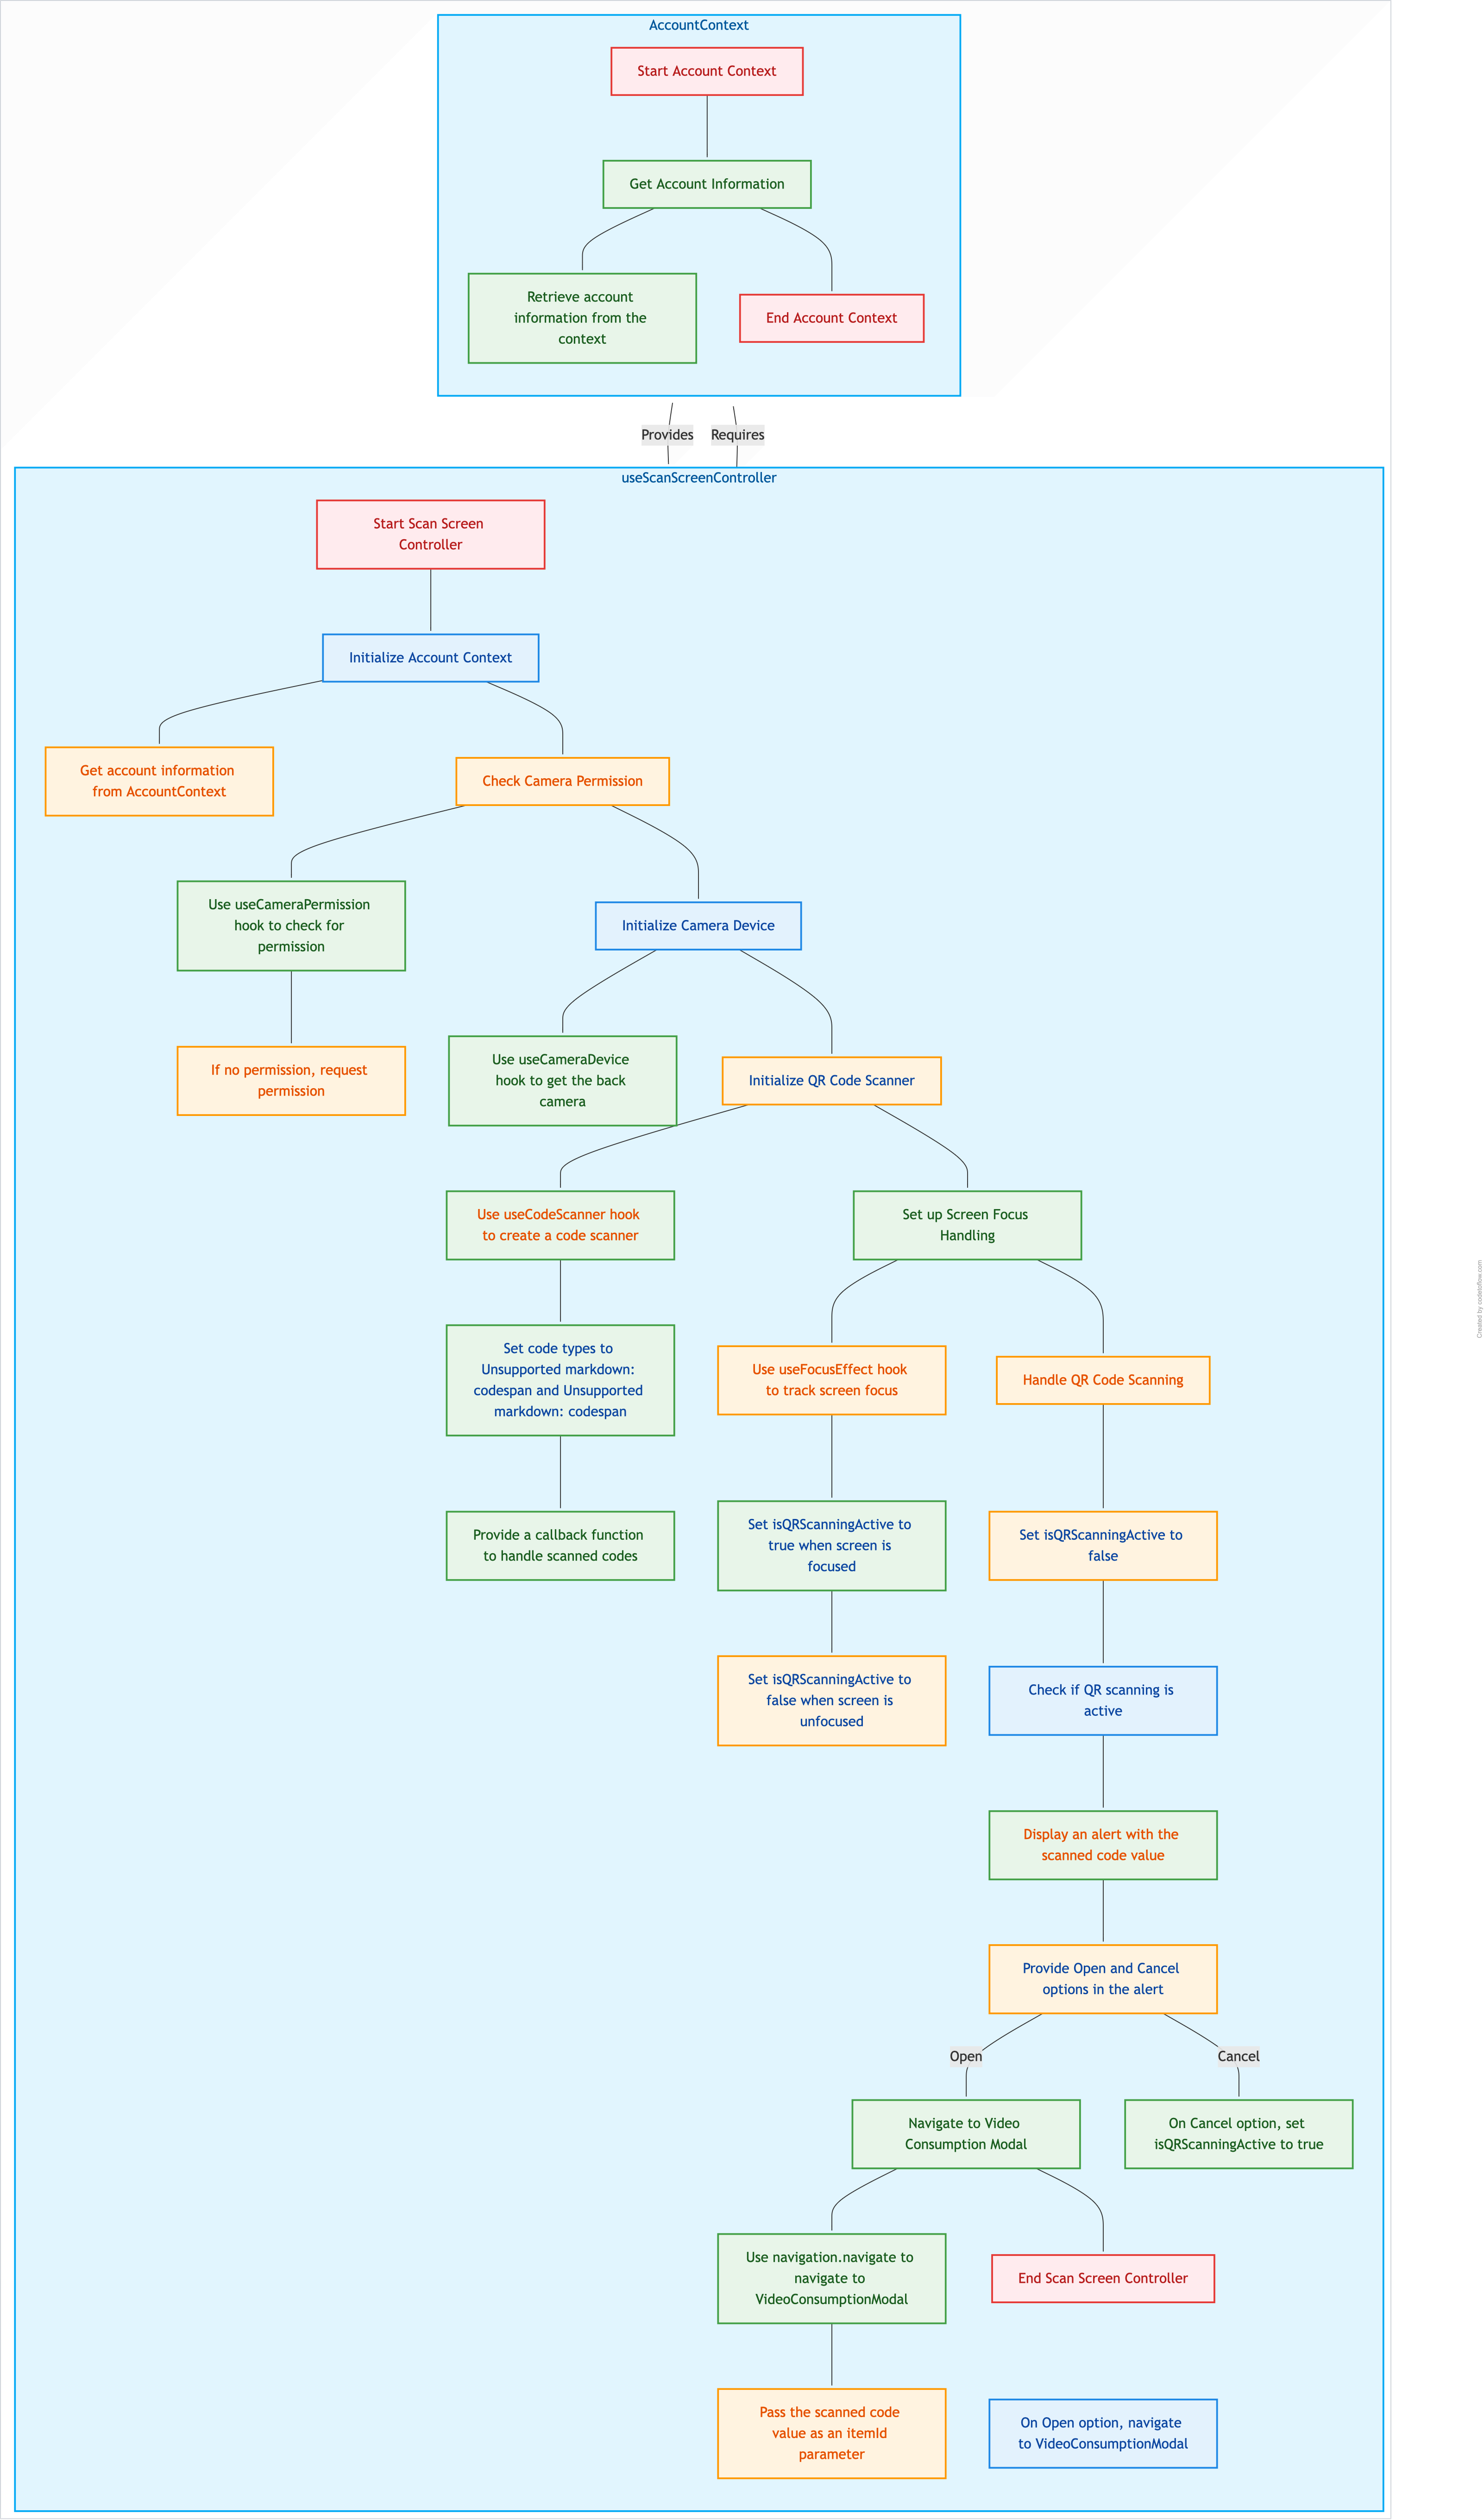 AccountContext
Start Account Context
Get Account Information
Retrieve account
information from the
context
End Account Context
Provides
Requires
useScanScreenController
Start Scan Screen
Controller
Initialize Account Context
Get account information
from AccountContext
Check Camera Permission
Use useCameraPermission
hook to check for
permission
Initialize Camera Device
If no permission, request
permission
Use useCameraDevice
hook to get the back
camera
Initialize QR Code Scanner
Use useCodeScanner hook
to create a code scanner
Set up Screen Focus
Handling
Set code types to
Unsupported markdown:
codespan and Unsupported
markdown: codespan
Use useFocusEffect hook
to track screen focus
Handle QR Code Scanning
Provide a callback function
to handle scanned codes
Set isQRScanningActive to
true when screen is
focused
Set isQRScanningActive to
false
Set isQRScanningActive to
false when screen is
unfocused
Check if QR scanning is
active
Display an alert with the
scanned code value
Provide Open and Cancel
options in the alert
Open
Cancel
Navigate to Video
Consumption Modal
On Cancel option, set
isQRScanningActive to true
Use navigation.navigate to
navigate to
VideoConsumptionModal
End Scan Screen Controller
Pass the scanned code
value as an itemId
parameter
On Open option, navigate
to VideoConsumptionModal
Created by codetoflow.com